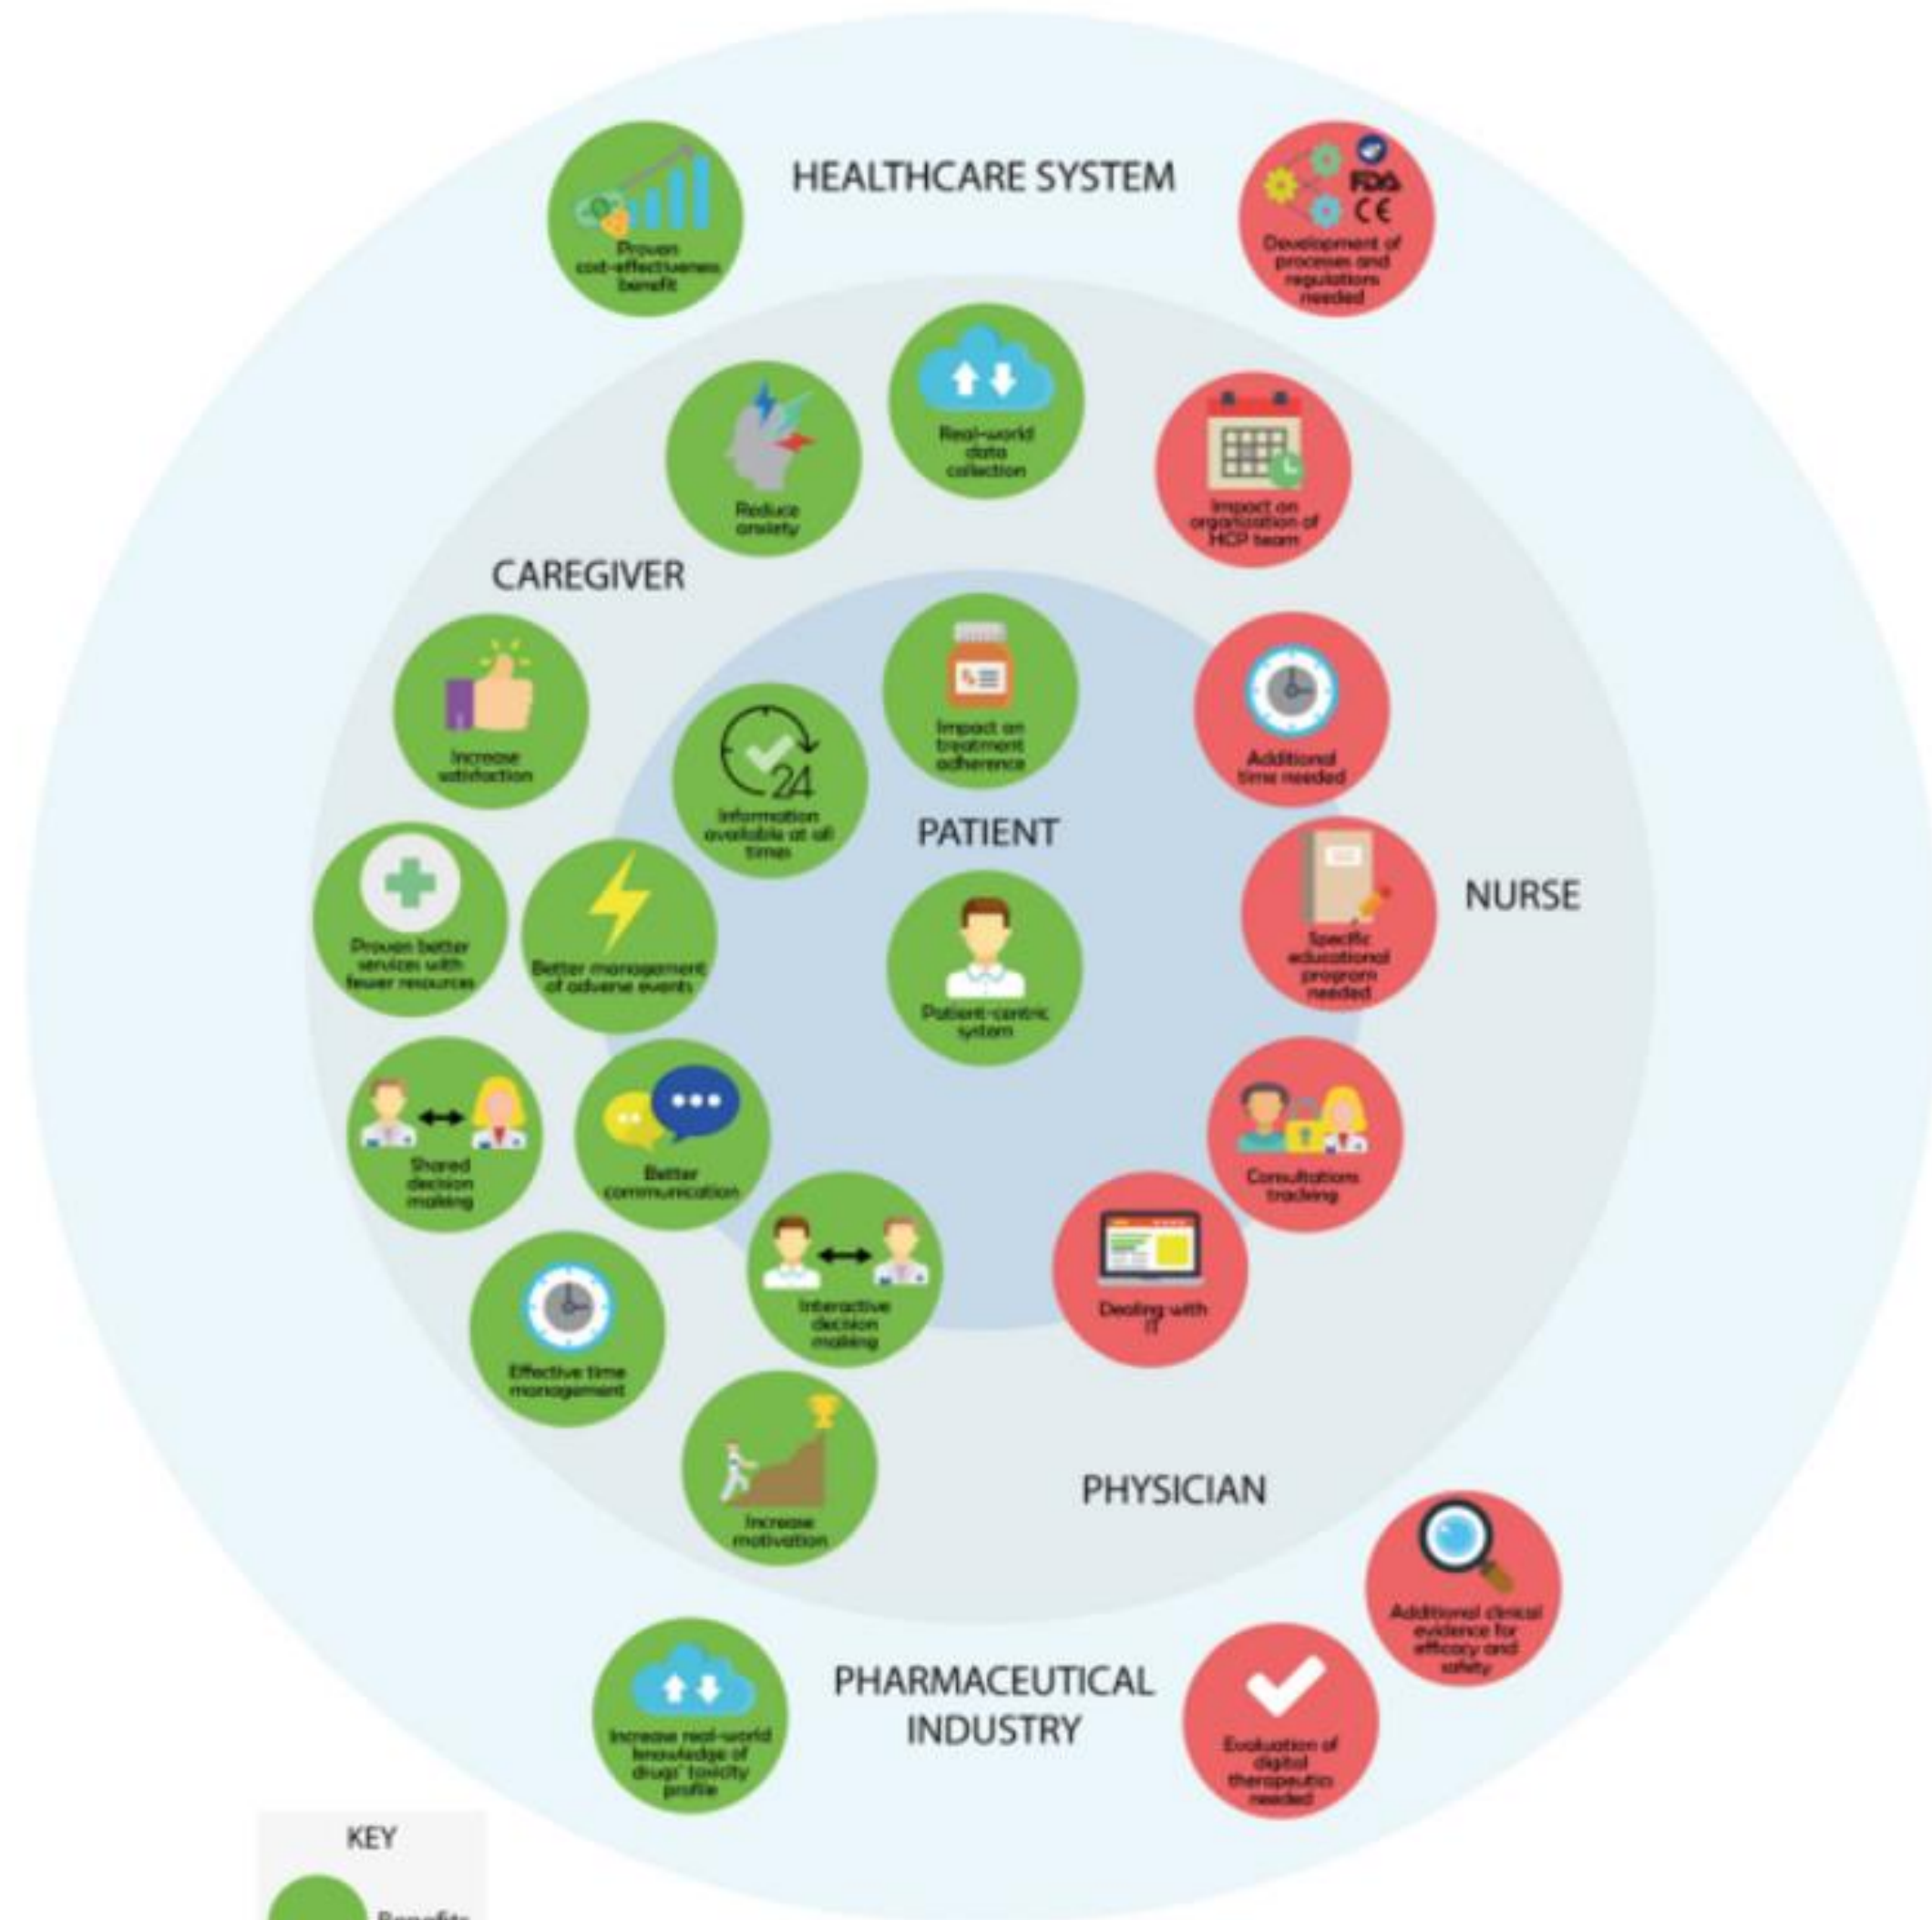 HEALTHCARE SYSTEM
Proven
cost-effectiveness
benefit
FDA
CE
Development of
processes and
regulations
needed
Real-world
data
collection
Reduce
anxiety
Impact on
organization of
HCP team
CAREGIVER
Increase
satisfaction
Impact on
treatment
adherence
Additional
time needed
24
Information
available at all
times
PATIENT
NURSE
Proven better
services with
fewer resources
Better management
of adverse events
Patient-centric
system
Specific
educational
program
needed
Shared
decision
making
Better
communication
Consultations
tracking
Interactive
decision
making
Dealing with
IT
Effective time
management
Increase
motivation
PHYSICIAN
Additional clinical
evidence for
efficacy and
safety
PHARMACEUTICAL
INDUSTRY
Increase real-world
knowledge of
drugs' toxicity
profile
Evaluation of
digital
therapeutics
needed
KEY
Benefits